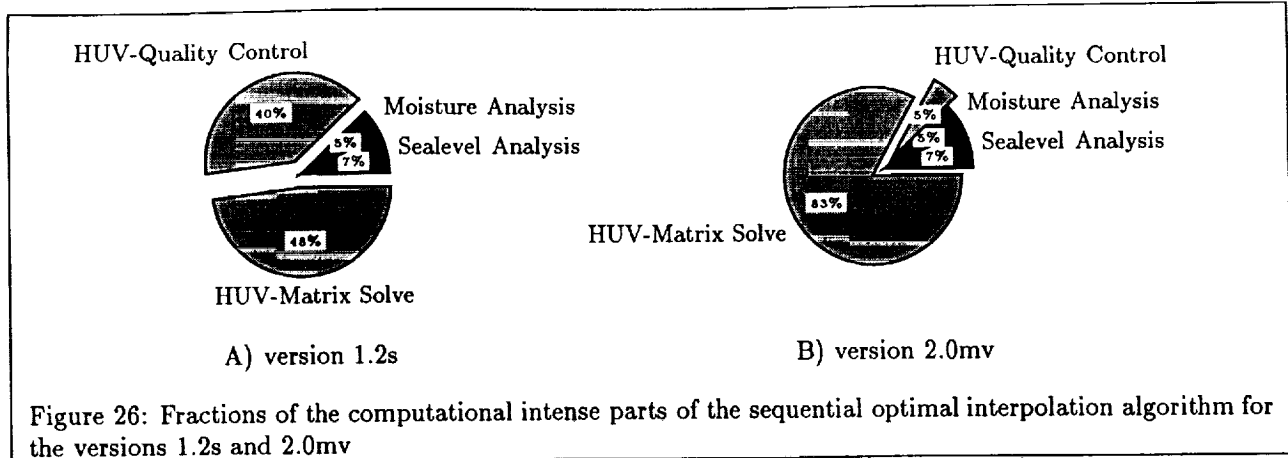 HUV-Quality Control
40%
Moisture Analysis
5%
Sealevel Analysis
7%
48%
HUV-Matrix Solve
A) version 1.2s
HUV-Quality Control
Moisture Analysis
5%
Sealevel Analysis
5%
7%
83%
HUV-Matrix Solve
B) version 2.0mv
Figure 26: Fractions of the computational intense parts of the sequential optimal interpolation algorithm for
the versions 1.2s and 2.0mv